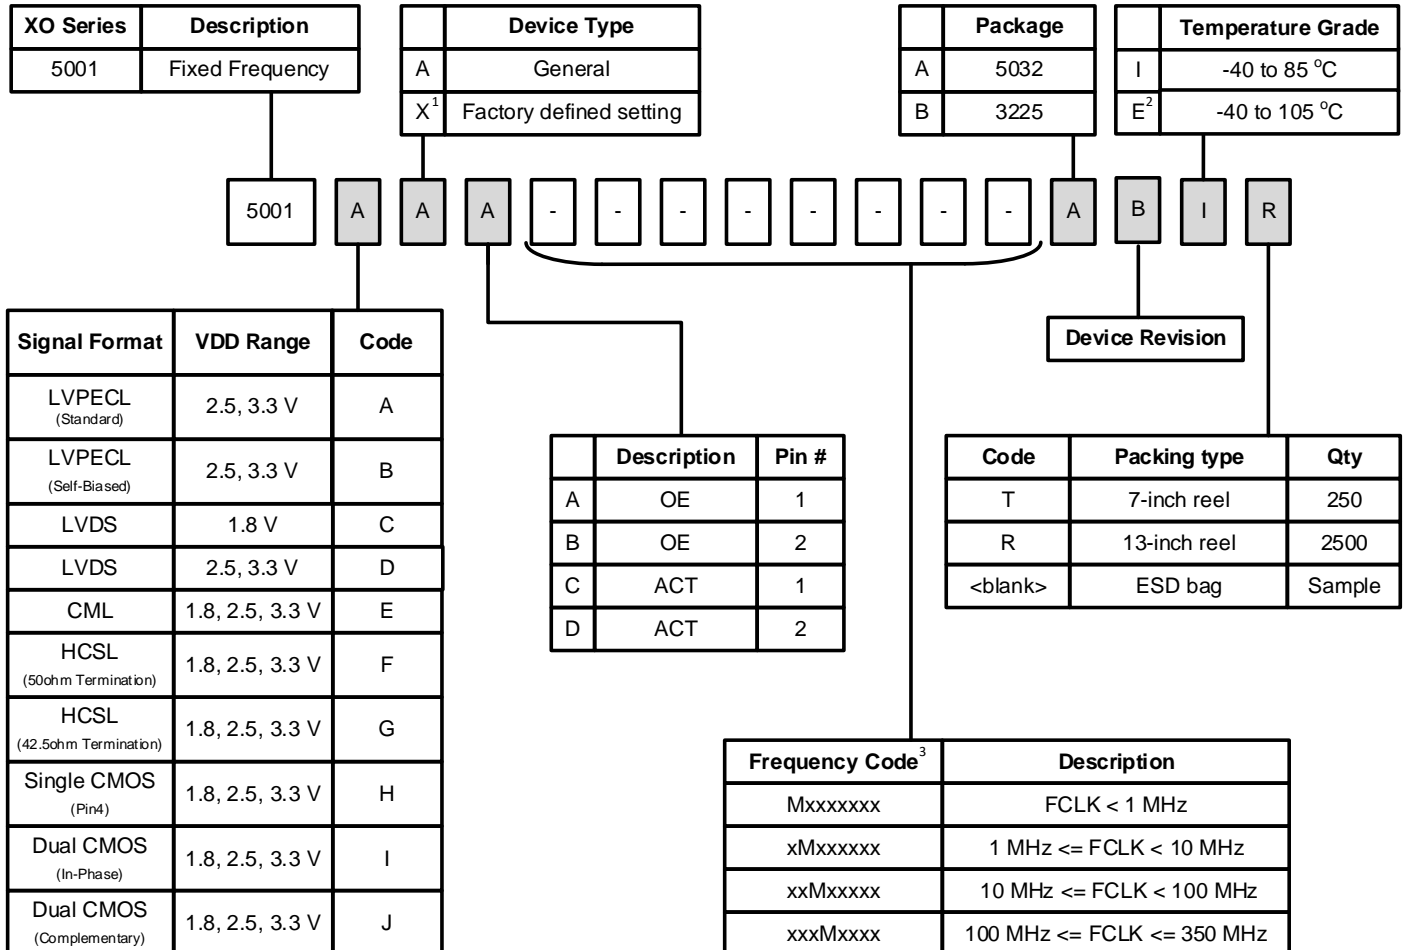 XO Series Description
5001 Fixed Frequency
Device Type
A General
X1 Factory defined setting
Package
A 5032
B 3225
Temperature Grade
I -40 to 85 oC
E2 -40 to 105 oC
5001 A A A - - - - - - - - A B I R
Device Revision
Signal Format VDD Range Code
LVPECL
(Standard)
2.5, 3.3 V A
LVPECL
(Self-Biased)
2.5, 3.3 V B
LVDS 1.8 V C
LVDS 2.5, 3.3 V D
CML 1.8, 2.5, 3.3 V E
HCSL
(50ohm Termination)
1.8, 2.5, 3.3 V F
HCSL
(42.5ohm Termination)
1.8, 2.5, 3.3 V G
Single CMOS
(Pin4)
1.8, 2.5, 3.3 V H
Dual CMOS
(In-Phase)
1.8, 2.5, 3.3 V I
Dual CMOS
(Complementary)
1.8, 2.5, 3.3 V J
Description Pin #
A OE 1
B OE 2
C ACT 1
D ACT 2
Code Packing type Qty
T 7-inch reel 250
R 13-inch reel 2500
<blank> ESD bag Sample
Frequency Code3 Description
Mxxxxxxx FCLK < 1 MHz
xMxxxxxx 1 MHz <= FCLK < 10 MHz
xxMxxxxx 10 MHz <= FCLK < 100 MHz
xxxMxxxx 100 MHz <= FCLK <= 350 MHz